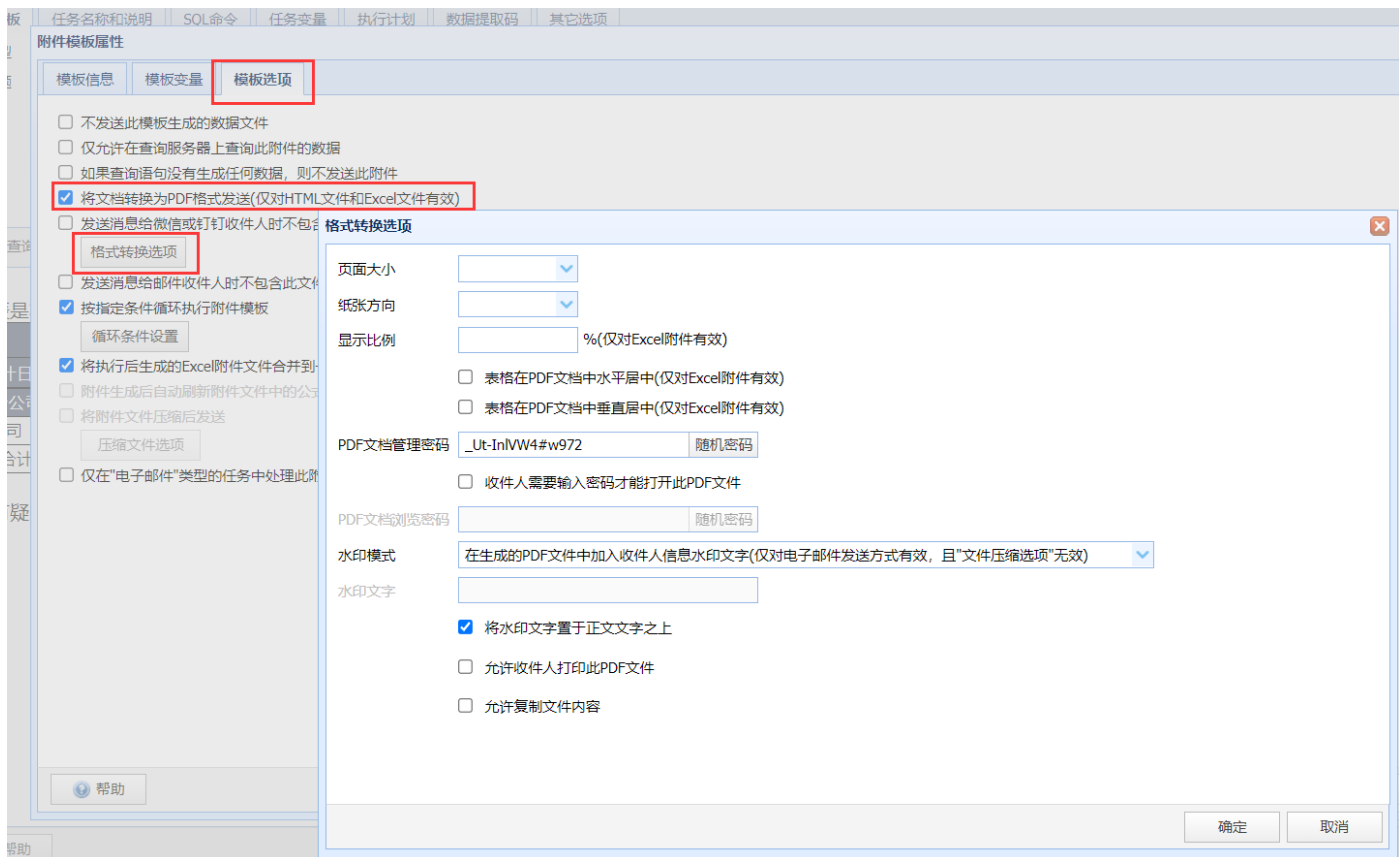 板 任务名称和说明 SQL命令 任务变量 执行计划 数据提取码 其它选项
附件模板属性
模板信息 模板变量 模板选项
不发送此模板生成的数据文件
仅允许在查询服务器上查询此附件的数据
如果查询语句没有生成任何数据，则不发送此附件
将文档转换为PDF格式发送(仅对HTML文件和Excel文件有效)
发送消息给微信或钉钉收件人时不包含
格式转换选项
发送消息给邮件收件人时不包含此文件
按指定条件循环执行附件模板
循环条件设置
将执行后生成的Excel附件文件合并到一
附件生成后自动刷新附件文件中的公式
将附件文件压缩后发送
压缩文件选项
仅在"电子邮件"类型的任务中处理此附
帮助
查询
是
计日
公司
司
合计
疑
帮助
格式转换选项
页面大小
纸张方向
显示比例 %(仅对Excel附件有效)
表格在PDF文档中水平居中(仅对Excel附件有效)
表格在PDF文档中垂直居中(仅对Excel附件有效)
PDF文档管理密码 _Ut-InlVW4#w972 随机密码
收件人需要输入密码才能打开此PDF文件
PDF文档浏览密码 随机密码
水印模式 在生成的PDF文件中加入收件人信息水印文字(仅对电子邮件发送方式有效，且"文件压缩选项"无效)
水印文字
将水印文字置于正文文字之上
允许收件人打印此PDF文件
允许复制文件内容
确定 取消